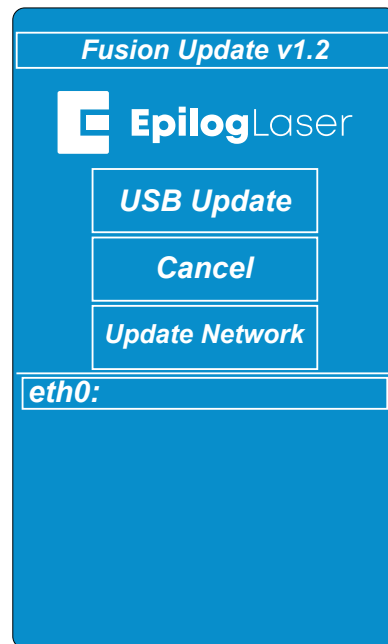 Fusion Update v1.2
EpilogLaser
USB Update
Cancel
Update Network
eth0: